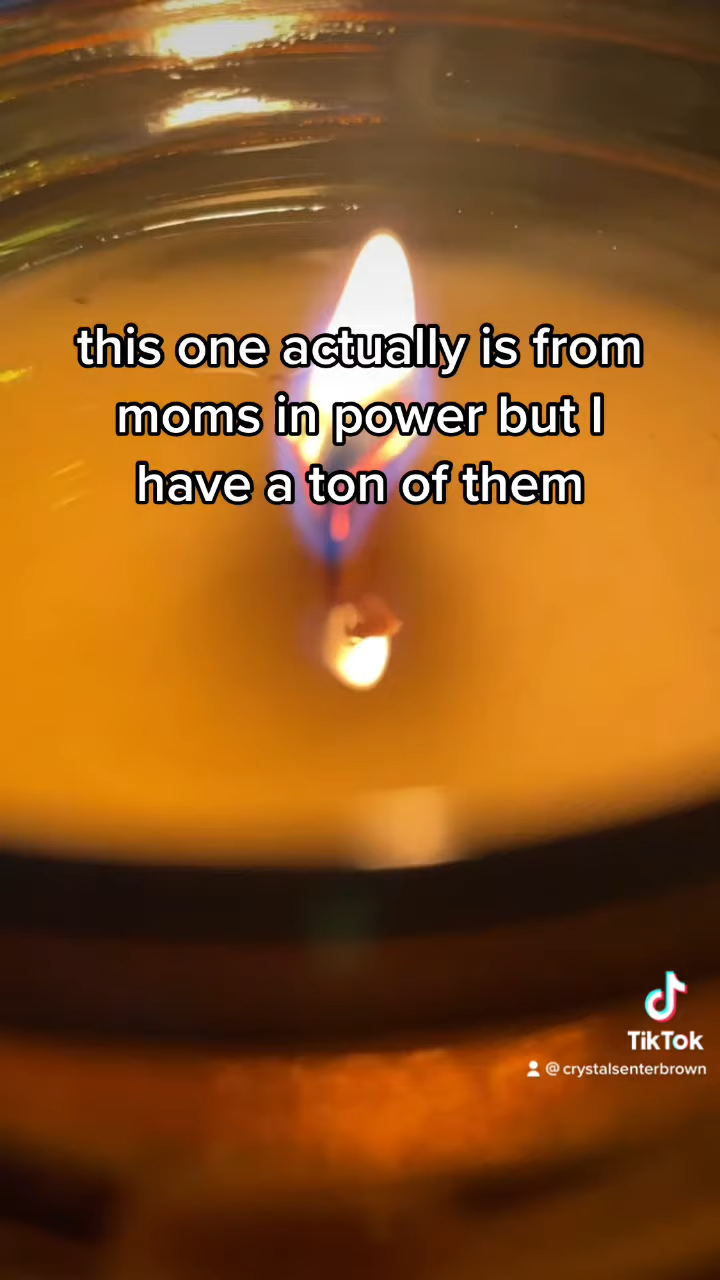 this one actually is from
moms in power but I
have a ton of them
TikTok
@crystalsenterbrown